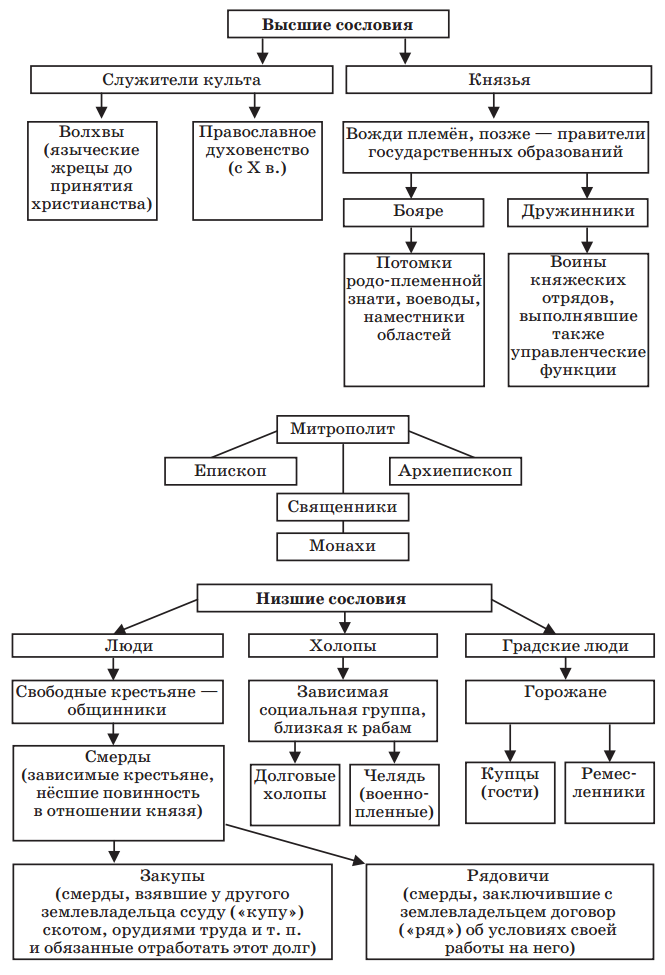 Высшие сословия
Служители культа
Князья
Волхвы
(языческие
жрецы до
принятия
христианства)
Православное
духовенство
(с X в.)
Вожди племён, позже — правители
государственных образований
Бояре
Дружинники
Потомки
родо-племенной
знати, воеводы,
наместники
областей
Воины
княжеских
отрядов,
выполнявшие
также
управленческие
функции
Митрополит
Епископ
Архиепископ
Священники
Монахи
Низшие сословия
Люди
Холопы
Градские люди
Свободные крестьяне —
общинники
Зависимая
социальная группа,
близкая к рабам
Горожане
Смерды
(зависимые крестьяне,
нёсшие повинность
в отношении князя)
Долговые
холопы
Челядь
(военно-
пленные)
Купцы
(гости)
Ремес-
ленники
Закупы
(смерды, взявшие у другого
землевладельца ссуду («купу»)
скотом, орудиями труда и т. п.
и обязанные отработать этот долг)
Рядовичи
(смерды, заключившие с
землевладельцем договор
(«ряд») об условиях своей
работы на него)